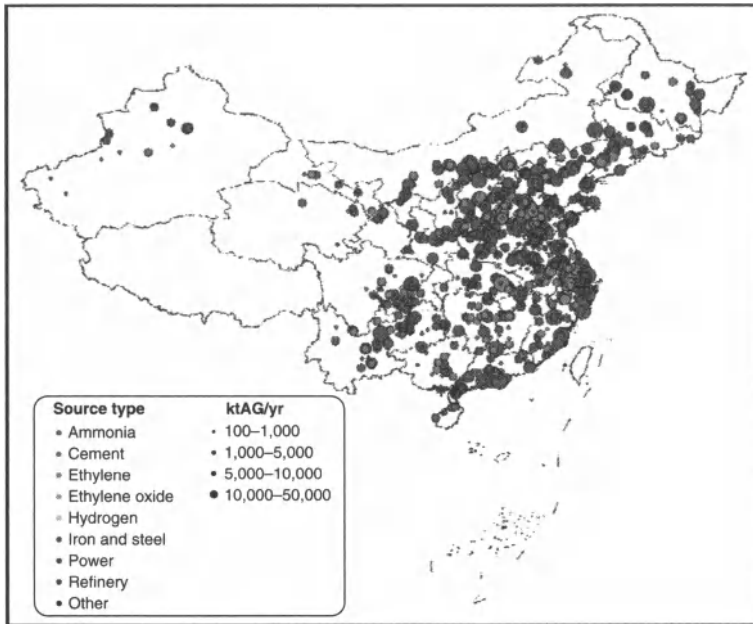 Source type
• Ammonia
• Cement
• Ethylene
• Ethylene oxide
• Hydrogen
• Iron and steel
• Power
• Refinery
• Other
ktAG/yr
• 100–1,000
• 1,000–5,000
• 5,000–10,000
• 10,000–50,000